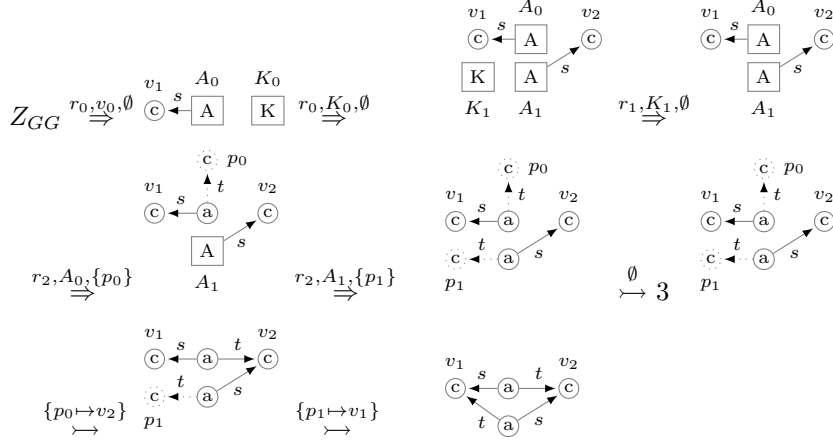 A₀ v₂
v₁ c s A c
v₁ A₀ K₀ K A s
c s A K K₁ A₁
Z_GG r₀,v₀,∅ ⇒ r₀,K₀,∅ ⇒ r₁,K₁,∅ ⇒
A₀ v₂
v₁ c s A c
A s
A₁
c p₀
v₁ t v₂
c s a c
A s
A₁
r₂,A₀,{p₀} ⇒ r₂,A₁,{p₁} ⇒
c p₀
v₁ t v₂
c s a c
c t a s
p₁
∅ ↣ 3
c p₀
v₁ t v₂
c s a c
c t a s
p₁
v₁ v₂
c s a t c
c t a s
p₁
{p₀ ↦ v₂} ↣ {p₁ ↦ v₁} ↣
v₁ v₂
c s a t c
t a s